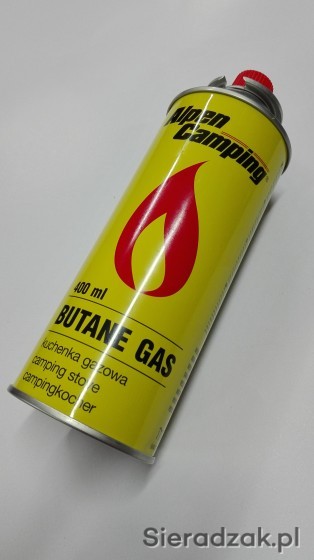 Alpen
Camping
400 ml
BUTANE GAS
kuchenka gazowa
camping stove
campingkocher
Sieradzak.pl